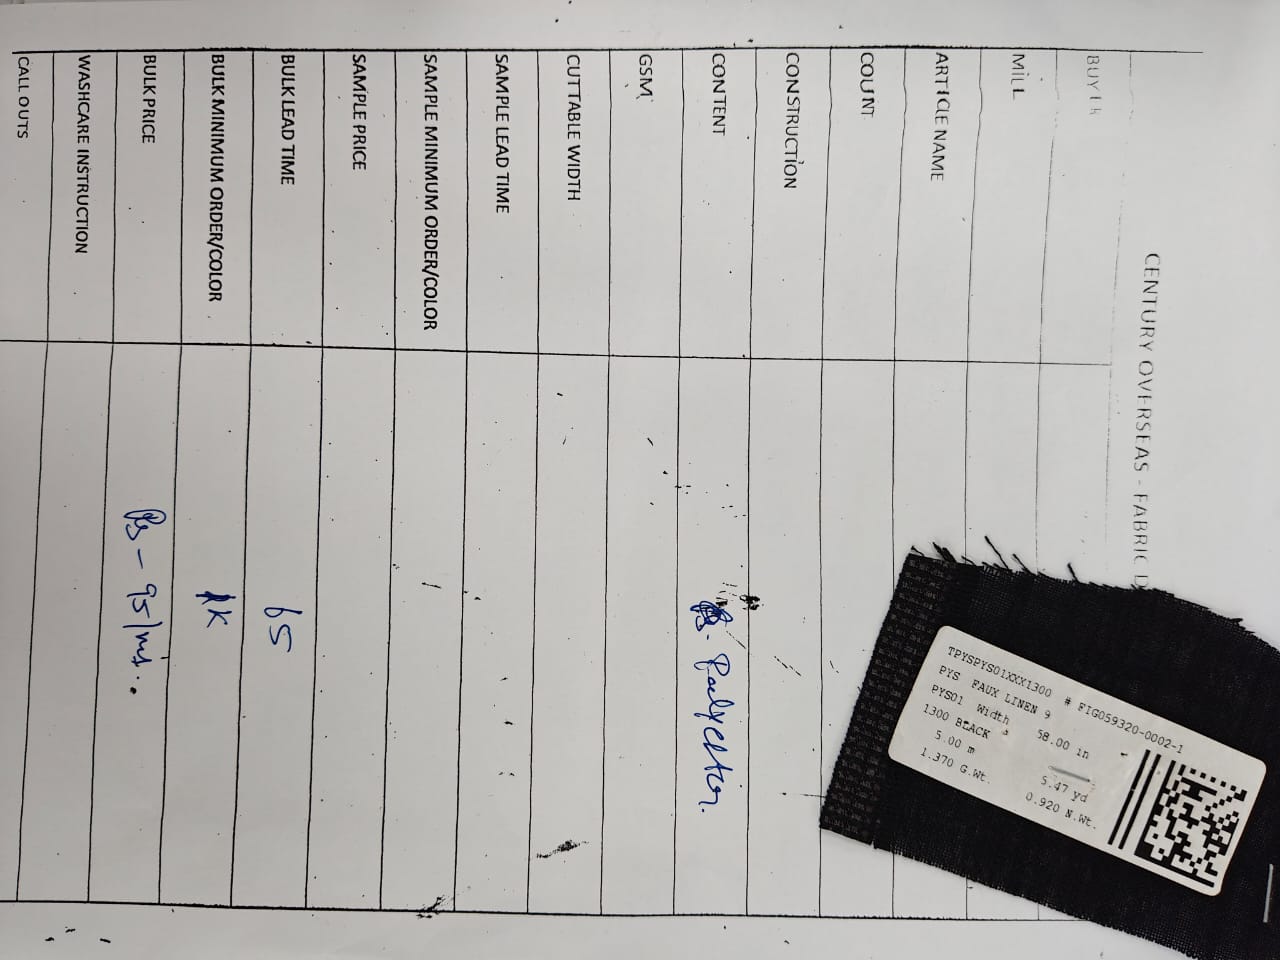 CENTURY OVERSEAS - FABRIC D
BUYER
MILL
ARTICLE NAME
COUNT
CONSTRUCTION
CONTENT Polyester.
GSM
CUTTABLE WIDTH
SAMPLE LEAD TIME
SAMPLE MINIMUM ORDER/COLOR
SAMPLE PRICE
BULK LEAD TIME 65
BULK MINIMUM ORDER/COLOR 1K
BULK PRICE Rs - 95/mtr..
WASHCARE INSTRUCTION
CALL OUTS
TPYSPYS01XXX1300 # FIG059320-0002-1
PYS FAUX LINEN 9
PYS01 Width 58.00 in
1300 BLACK
5.00 m 5.47 yd
1.370 G.Wt. 0.920 N.Wt.